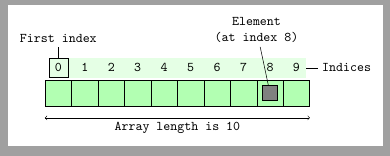 Element
(at index 8)
First index
0 1 2 3 4 5 6 7 8 9
Indices
Array length is 10